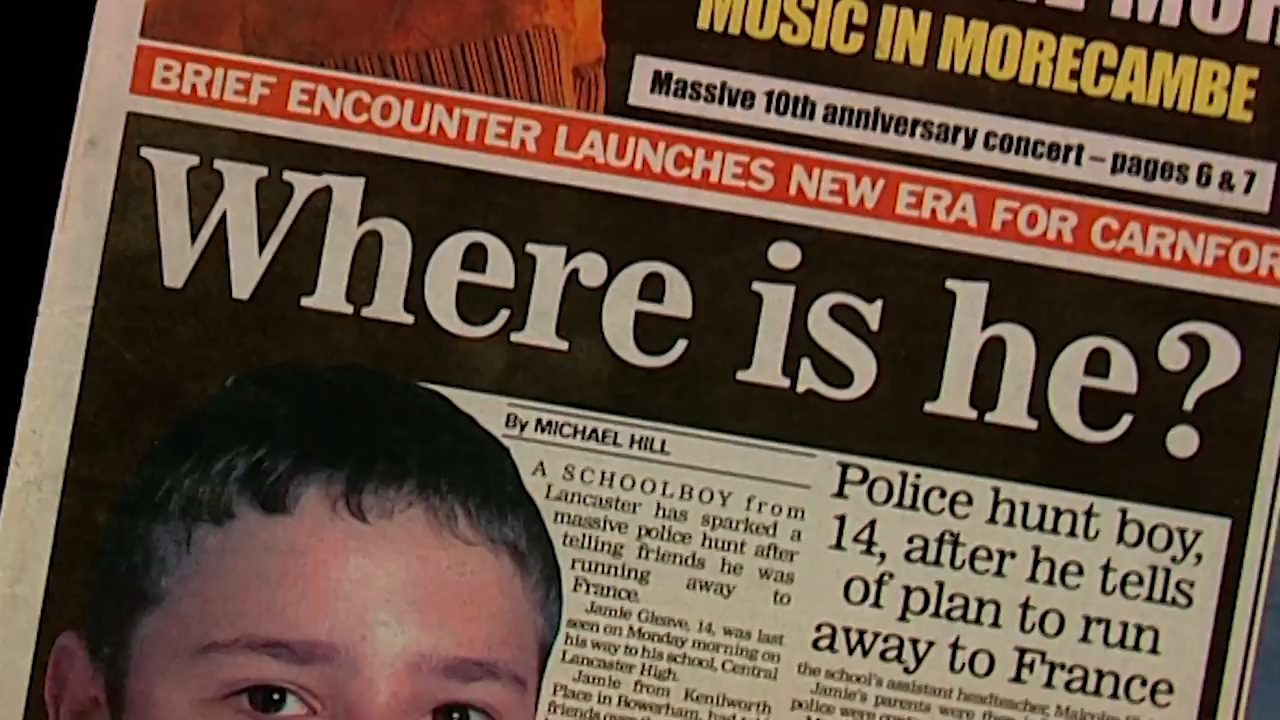 MUSIC IN MORECAMBE
Massive 10th anniversary concert – pages 6 & 7
BRIEF ENCOUNTER LAUNCHES NEW ERA FOR CARNFOR
Where is he?
By MICHAEL HILL
A SCHOOLBOY from
Lancaster has sparked a
massive police hunt after
telling friends he was
running away to
France.
Jamie Gleave, 14, was last
seen on Monday morning on
his way to his school, Central
Lancaster High.
Jamie from Kenilworth
Place in Bowerham, had
friends
Police hunt boy,
14, after he tells
of plan to run
away to France
the school's assistant headteacher, Malcolm
Jamie's parents were
police were